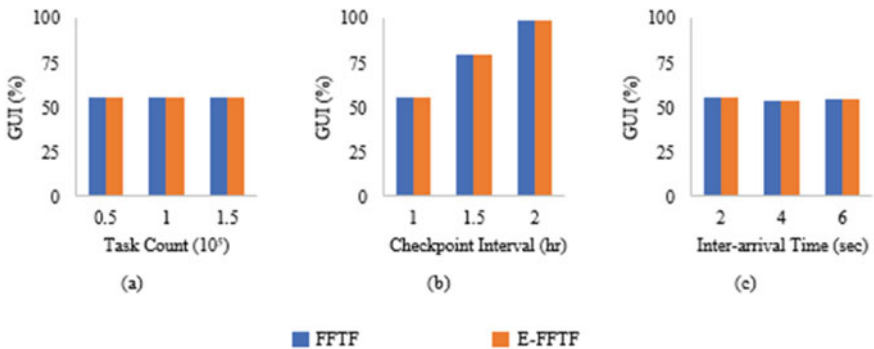 100
75
50
25
0
GUI (%)
0.5 1 1.5
Task Count (10⁵)
(a)
100
75
50
25
0
GUI (%)
1 1.5 2
Checkpoint Interval (hr)
(b)
100
75
50
25
0
GUI (%)
2 4 6
Inter-arrival Time (sec)
(c)
FFTF
E-FFTF